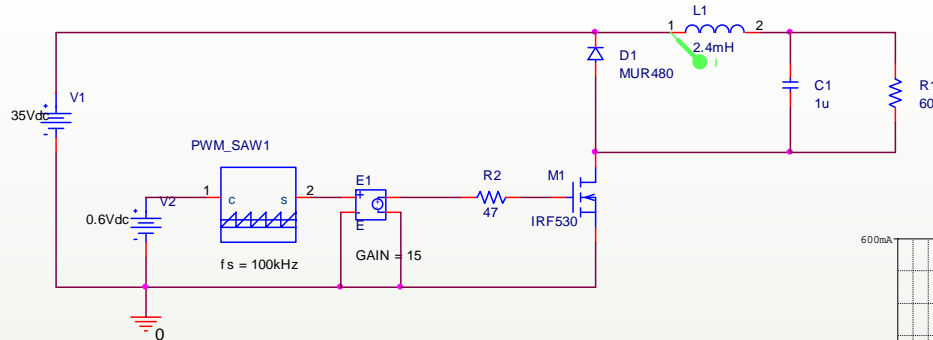 L1
1 2
2.4mH
I
D1
MUR480
C1
1u
R1
60
V1
+
35Vdc
-
PWM_SAW1
1 C S 2
V2
+
0.6Vdc
-
fs = 100kHz
E1
+
-
E
GAIN = 15
R2
47
M1
IRF530
0
600mA